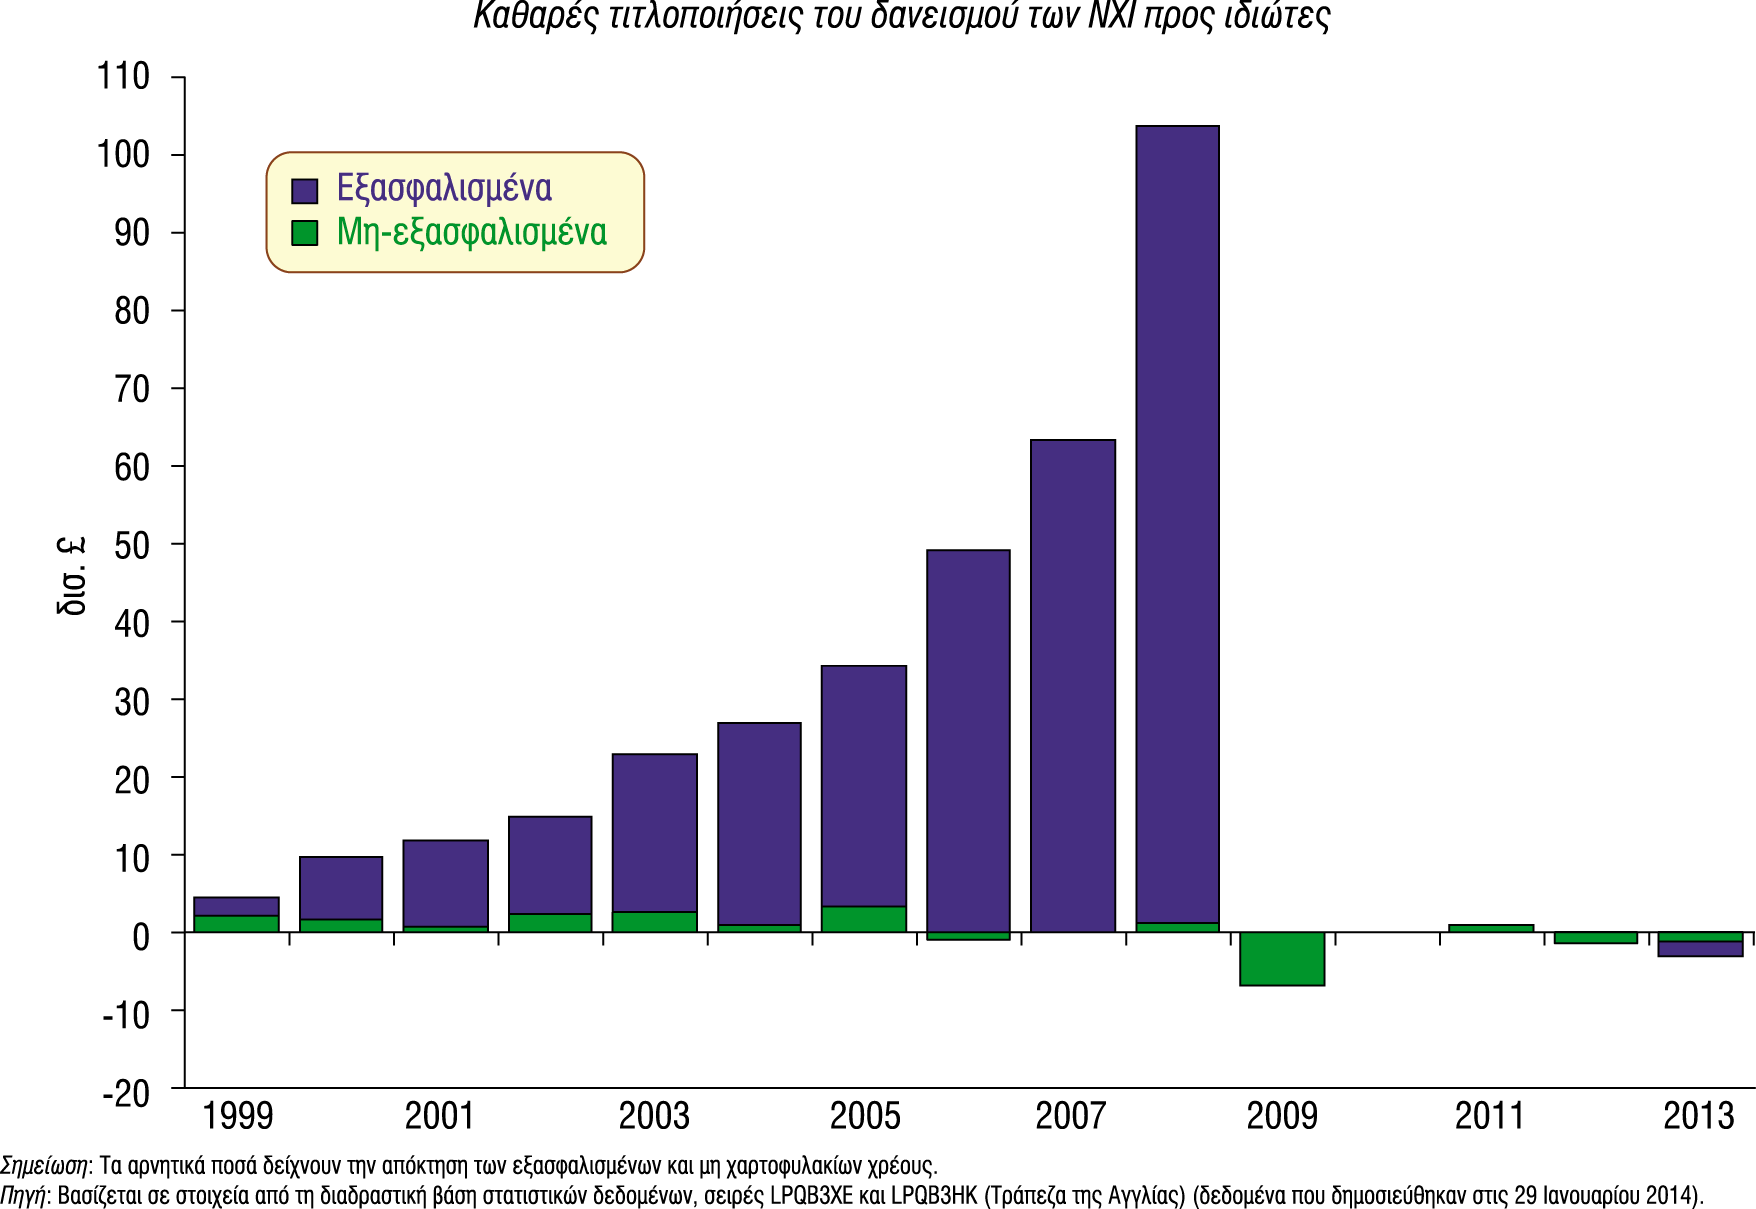 Καθαρές τιτλοποιήσεις του δανεισμού των ΝΧΙ προς ιδιώτες
110
100
90
80
70
60
50
40
30
20
10
0
-10
-20
δισ. £
Εξασφαλισμένα
Μη-εξασφαλισμένα
1999 2001 2003 2005 2007 2009 2011 2013
Σημείωση: Τα αρνητικά ποσά δείχνουν την απόκτηση των εξασφαλισμένων και μη χαρτοφυλακίων χρέους.
Πηγή: Βασίζεται σε στοιχεία από τη διαδραστική βάση στατιστικών δεδομένων, σειρές LPQB3XE και LPQB3HK (Τράπεζα της Αγγλίας) (δεδομένα που δημοσιεύθηκαν στις 29 Ιανουαρίου 2014).